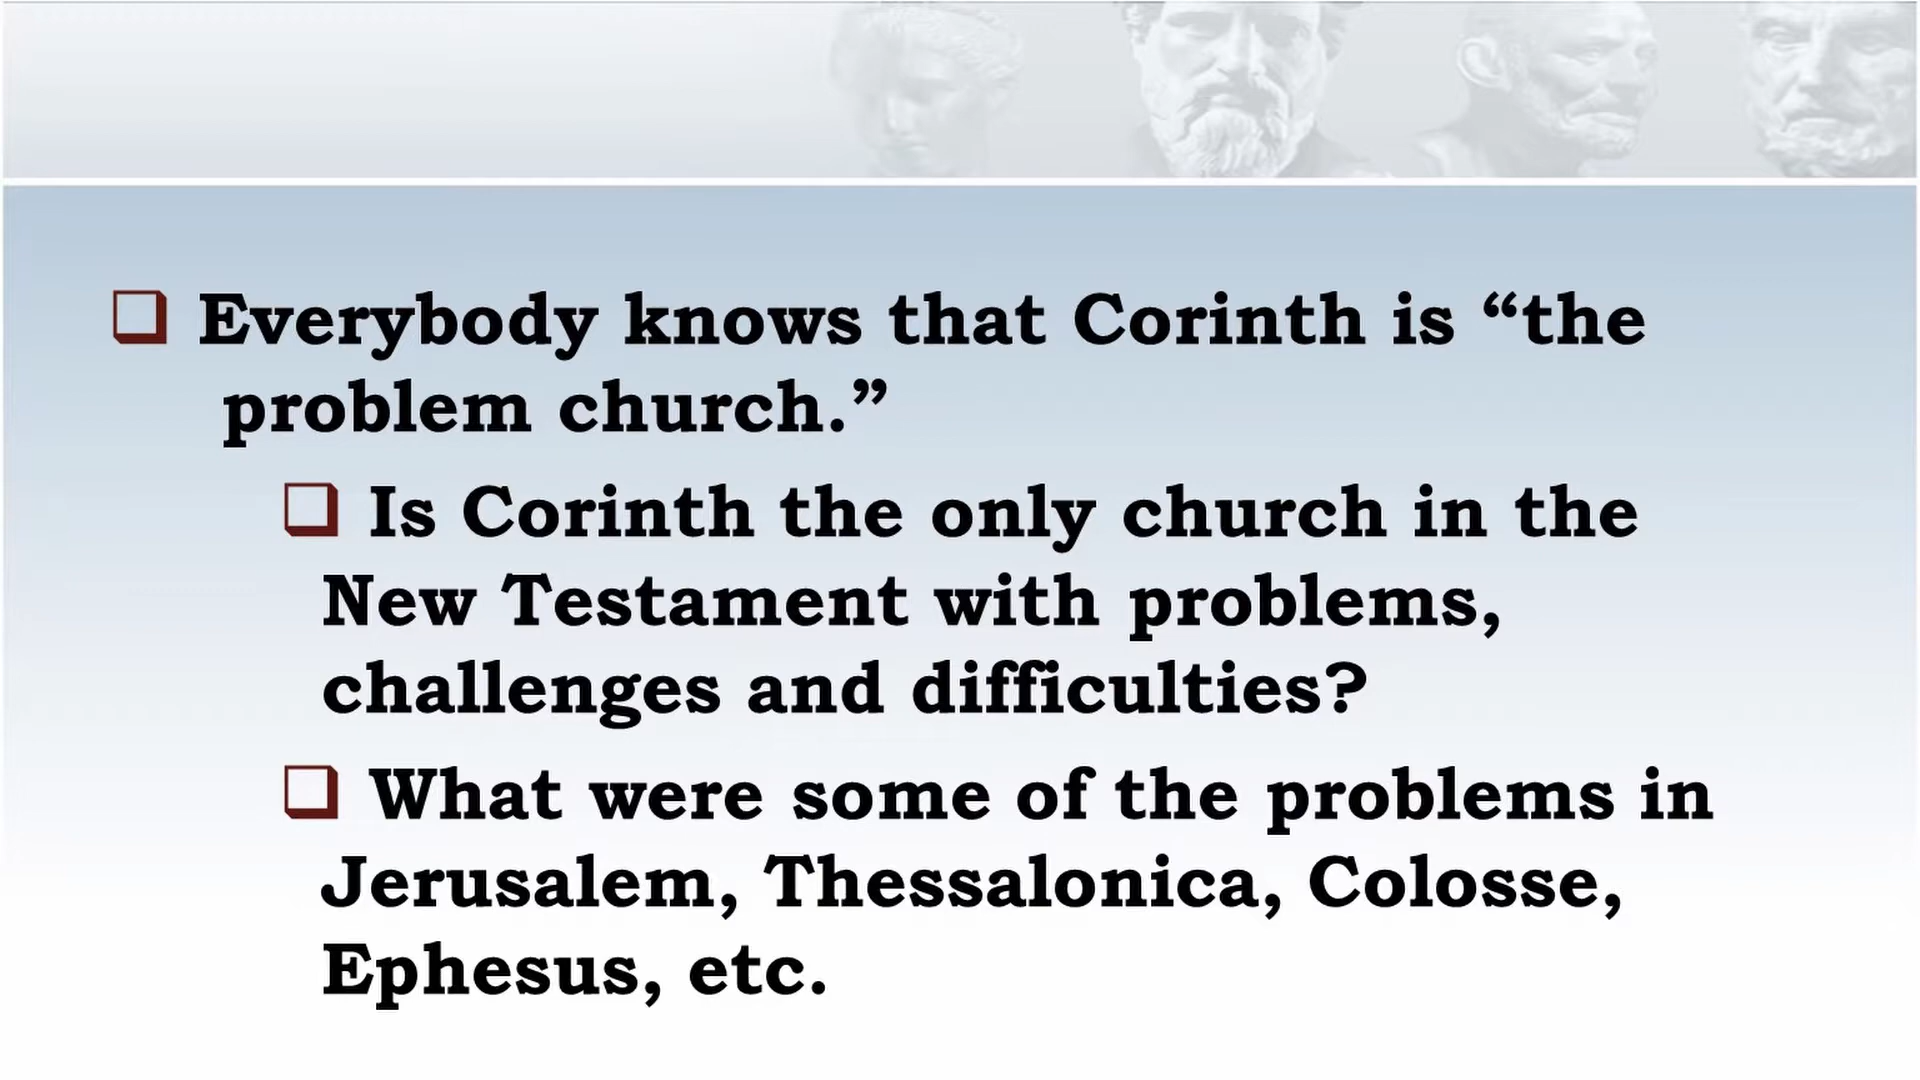 ❑ Everybody knows that Corinth is “the
problem church.”
❑ Is Corinth the only church in the
New Testament with problems,
challenges and difficulties?
❑ What were some of the problems in
Jerusalem, Thessalonica, Colosse,
Ephesus, etc.